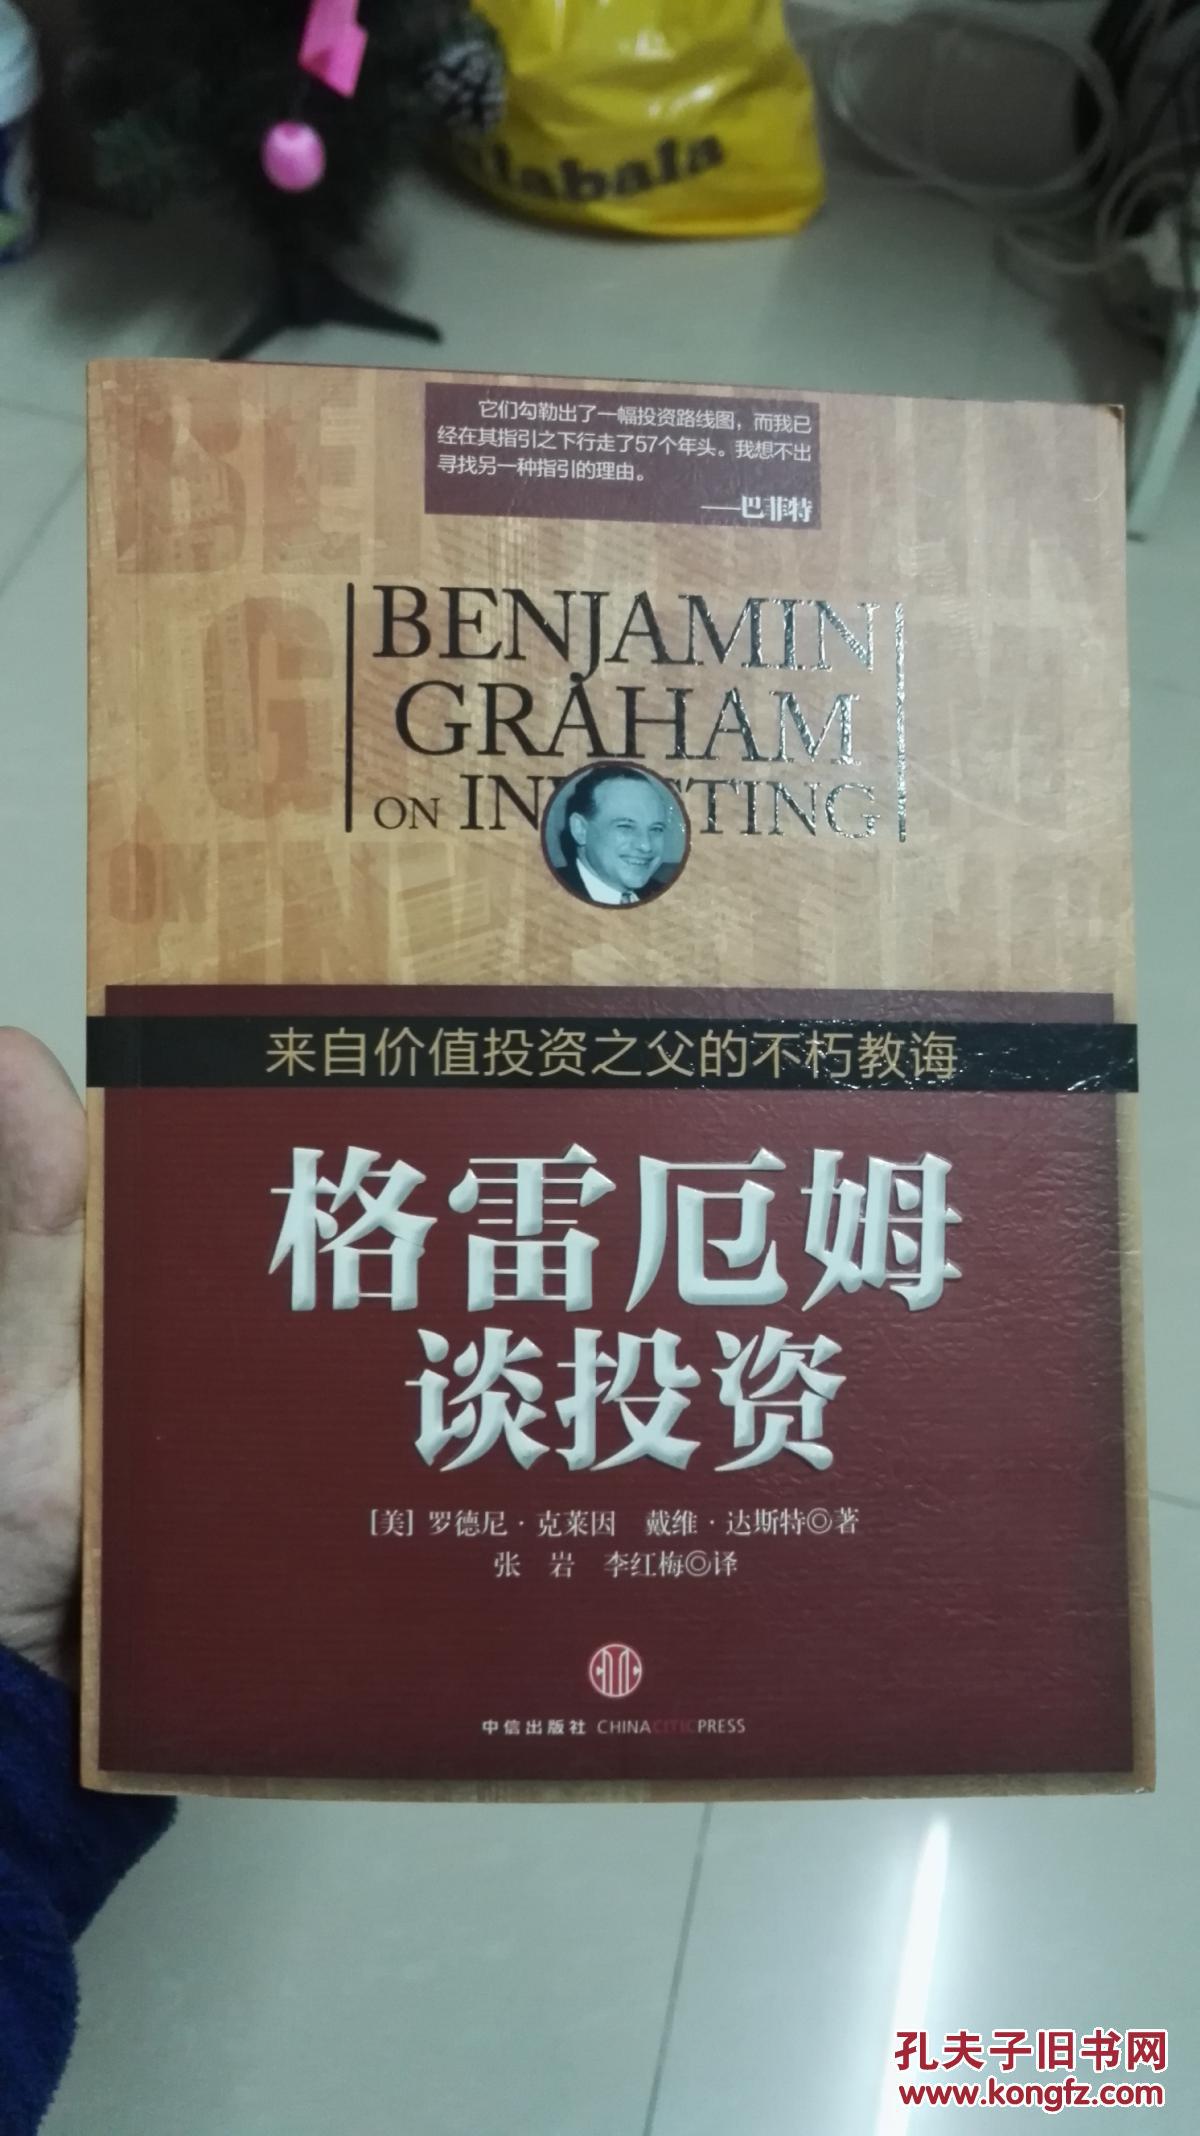 labala
它们勾勒出了一幅投资路线图，而我已
经在其指引之下行走了57个年头。我想不出
寻找另一种指引的理由。
——巴菲特
BENJAMIN
GRAHAM
ON INVESTING
来自价值投资之父的不朽教诲
格雷厄姆
谈投资
［美］罗德尼·克莱因 戴维·达斯特◎著
张 岩 李红梅◎译
中信出版社 CHINACITICPRESS
孔夫子旧书网
www.kongfz.com